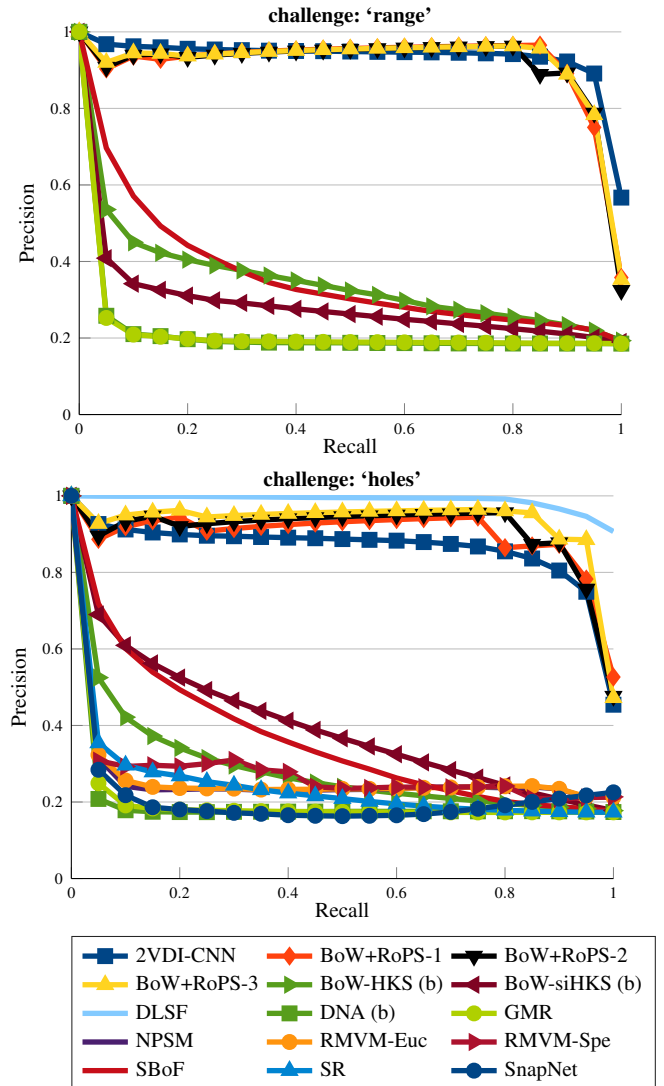 challenge: ‘range’
1
0.8
0.6
0.4
0.2
0
Precision
0 0.2 0.4 0.6 0.8 1
Recall
challenge: ‘holes’
1
0.8
0.6
0.4
0.2
0
Precision
0 0.2 0.4 0.6 0.8 1
Recall
2VDI-CNN BoW+RoPS-1 BoW+RoPS-2
BoW+RoPS-3 BoW-HKS (b) BoW-siHKS (b)
DLSF DNA (b) GMR
NPSM RMVM-Euc RMVM-Spe
SBoF SR SnapNet